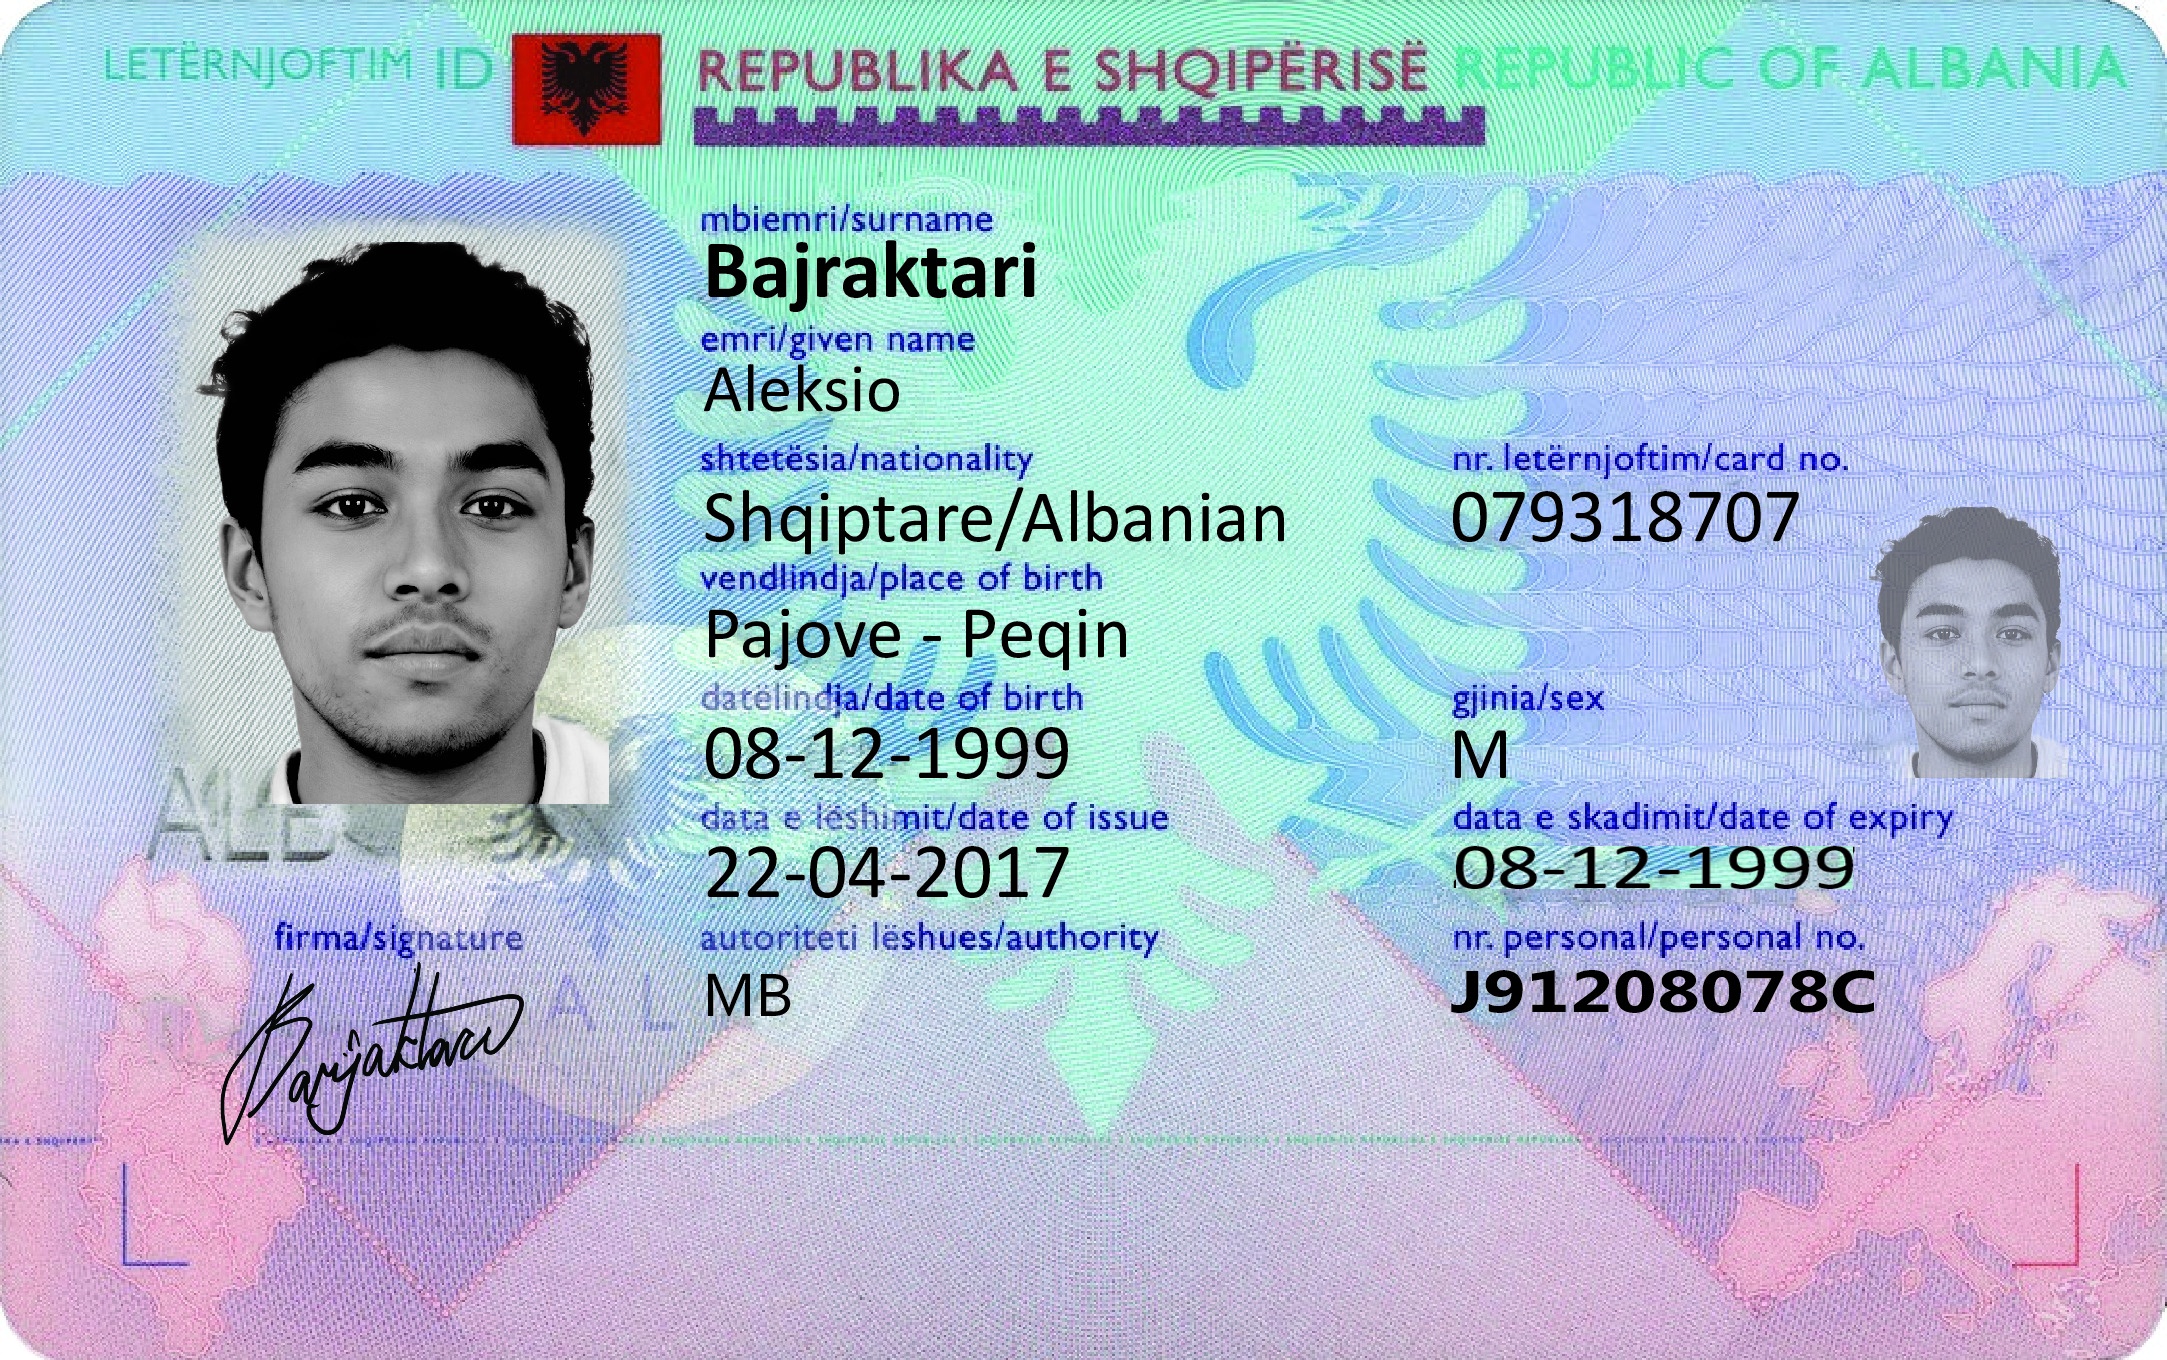 LETËRNJOFTIM ID REPUBLIKA E SHQIPËRISË REPUBLIC OF ALBANIA
mbiemri/surname
Bajraktari
emri/given name
Aleksio
shtetësia/nationality
Shqiptare/Albanian
nr. letërnjoftim/card no.
079318707
vendlindja/place of birth
Pajove - Peqin
datëlindja/date of birth
08-12-1999
gjinia/sex
M
data e lëshimit/date of issue
22-04-2017
data e skadimit/date of expiry
08-12-1999
autoriteti lëshues/authority
MB
nr. personal/personal no.
J91208078C
firma/signature